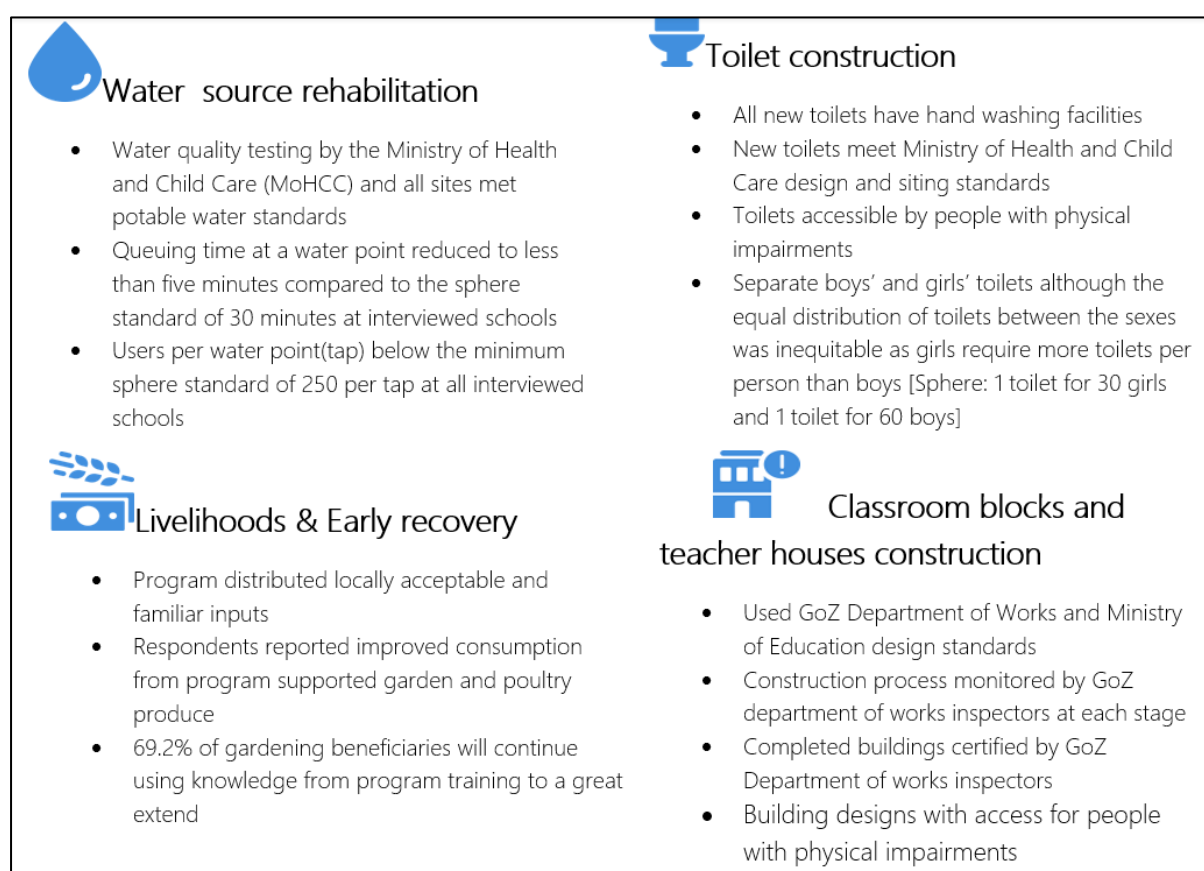 Water source rehabilitation
• Water quality testing by the Ministry of Health
and Child Care (MoHCC) and all sites met
potable water standards
• Queuing time at a water point reduced to less
than five minutes compared to the sphere
standard of 30 minutes at interviewed schools
• Users per water point(tap) below the minimum
sphere standard of 250 per tap at all interviewed
schools
Toilet construction
• All new toilets have hand washing facilities
• New toilets meet Ministry of Health and Child
Care design and siting standards
• Toilets accessible by people with physical
impairments
• Separate boys’ and girls’ toilets although the
equal distribution of toilets between the sexes
was inequitable as girls require more toilets per
person than boys [Sphere: 1 toilet for 30 girls
and 1 toilet for 60 boys]
Livelihoods & Early recovery
• Program distributed locally acceptable and
familiar inputs
• Respondents reported improved consumption
from program supported garden and poultry
produce
• 69.2% of gardening beneficiaries will continue
using knowledge from program training to a great
extend
Classroom blocks and
teacher houses construction
• Used GoZ Department of Works and Ministry
of Education design standards
• Construction process monitored by GoZ
department of works inspectors at each stage
• Completed buildings certified by GoZ
Department of works inspectors
• Building designs with access for people
with physical impairments